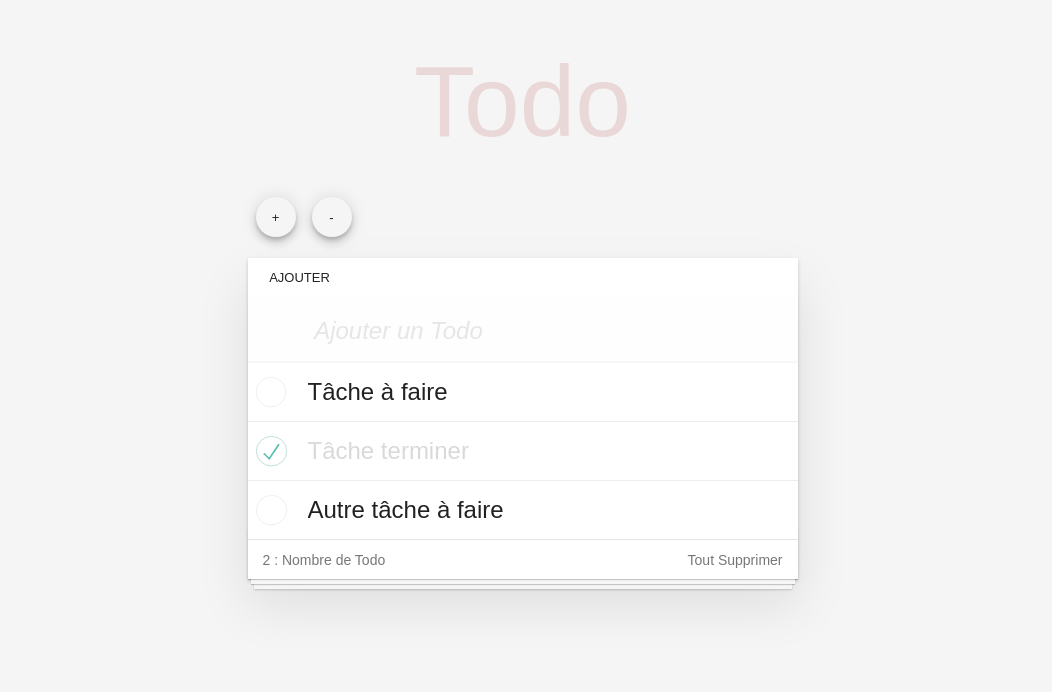 Todo
+ -
AJOUTER
Ajouter un Todo
Tâche à faire
Tâche terminer
Autre tâche à faire
2 : Nombre de Todo Tout Supprimer